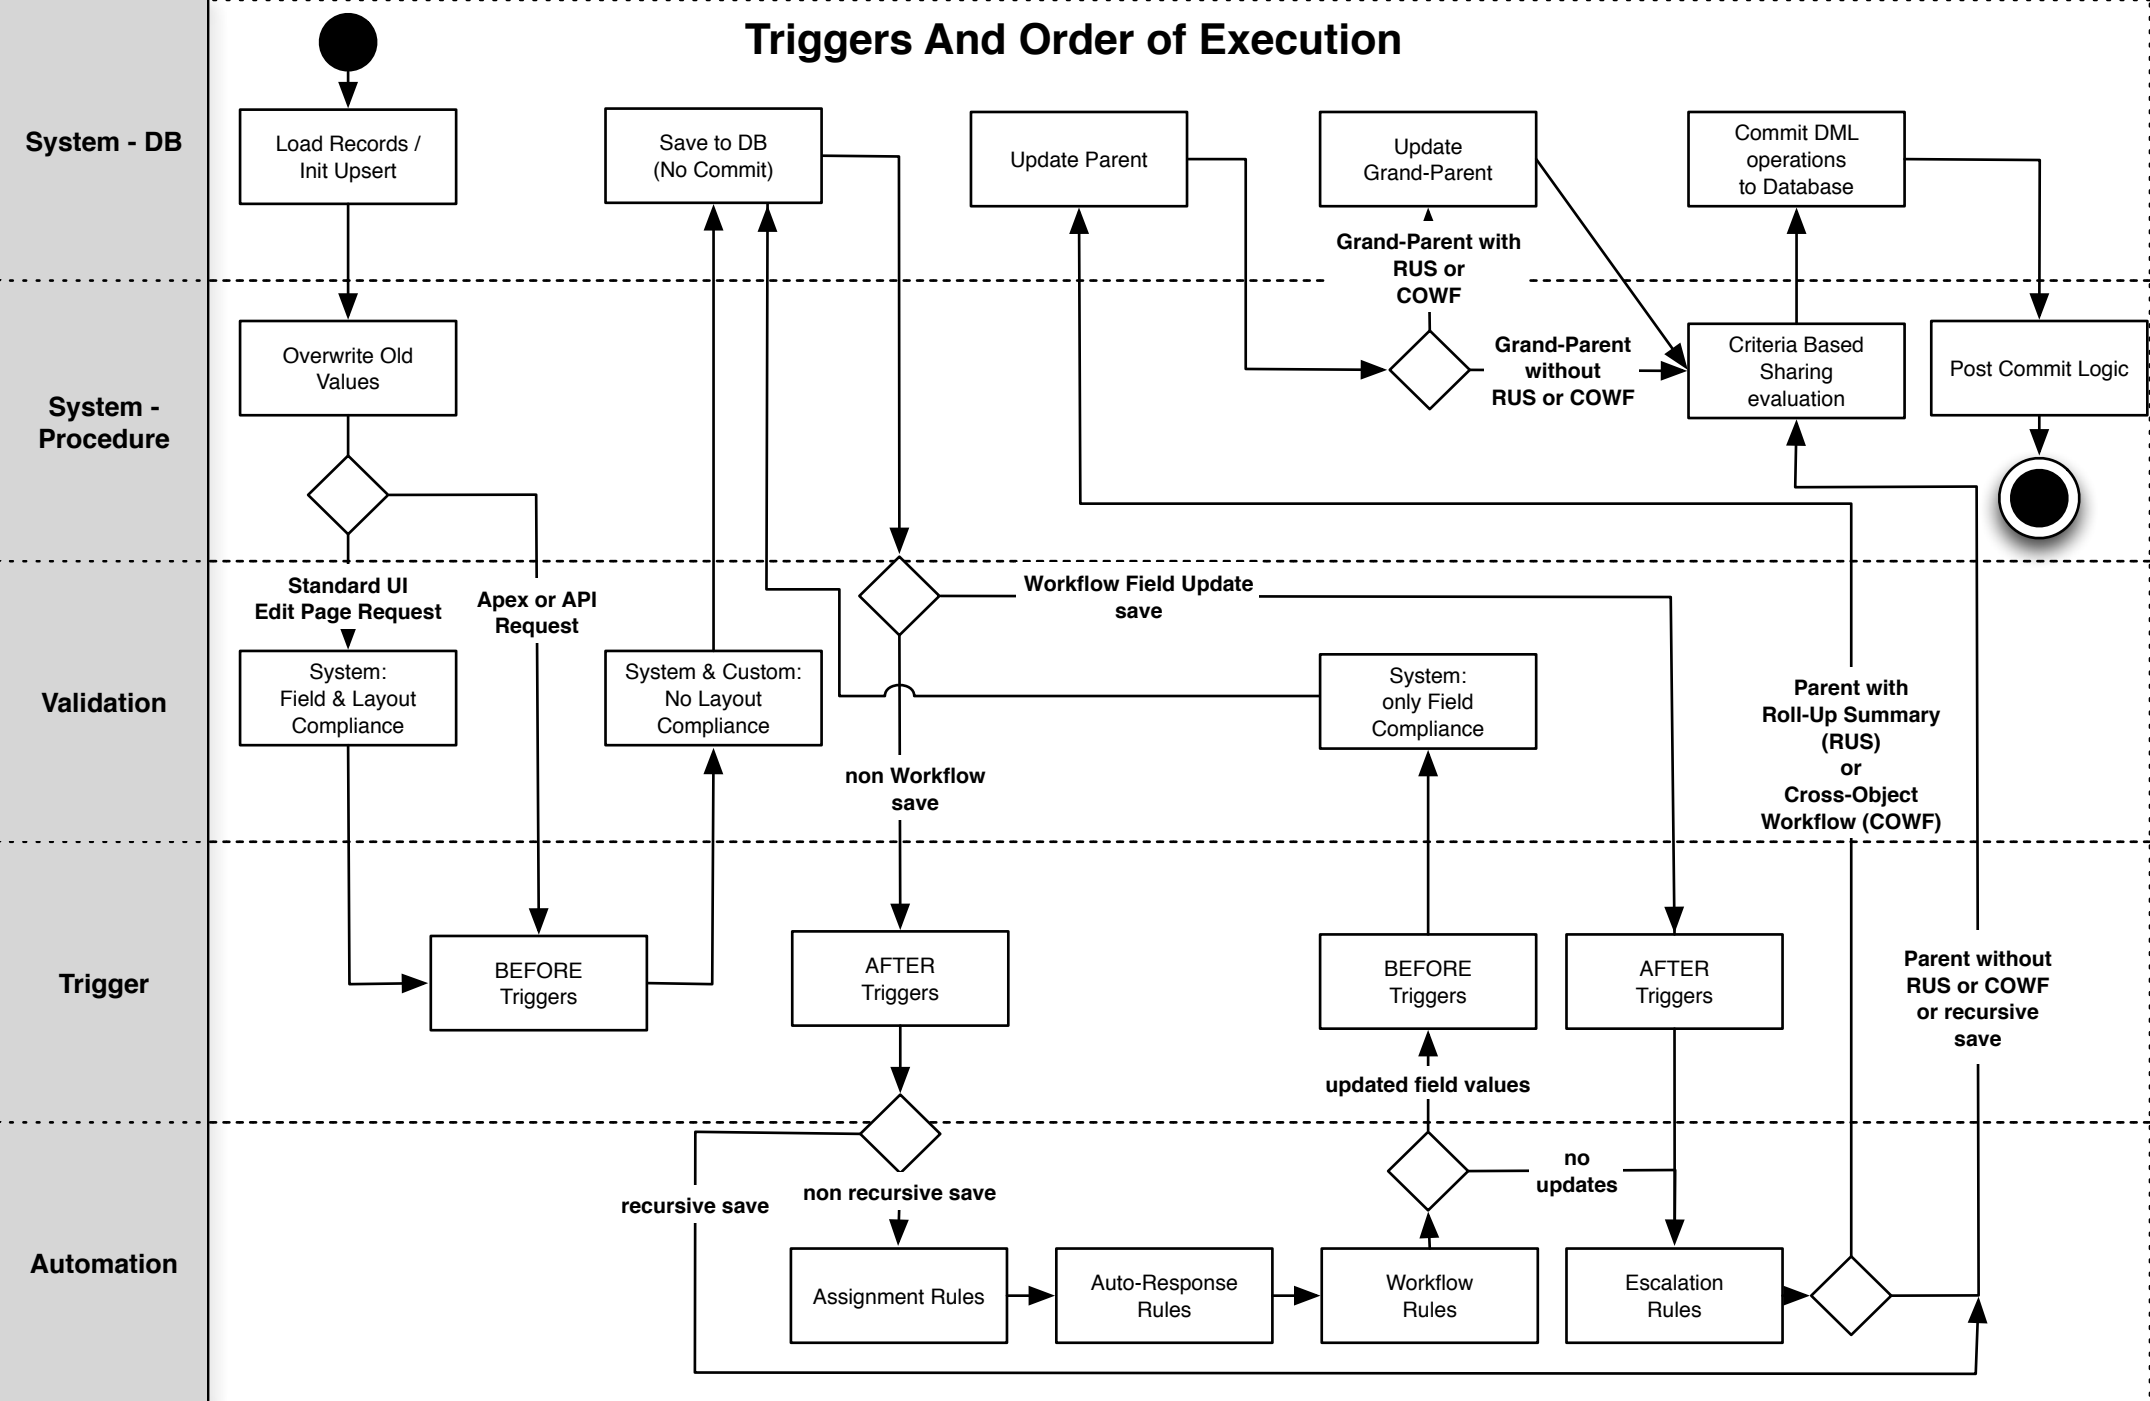 Triggers And Order of Execution
System - DB
Load Records /
Init Upsert
Save to DB
(No Commit)
Update Parent
Update
Grand-Parent
Commit DML
operations
to Database
Grand-Parent with
RUS or
COWF
System -
Procedure
Overwrite Old
Values
Grand-Parent
without
RUS or COWF
Criteria Based
Sharing
evaluation
Post Commit Logic
Validation
Standard UI
Edit Page Request
Apex or API
Request
Workflow Field Update
save
System:
Field & Layout
Compliance
System & Custom:
No Layout
Compliance
non Workflow
save
System:
only Field
Compliance
Parent with
Roll-Up Summary
(RUS)
or
Cross-Object
Workflow (COWF)
Trigger
BEFORE
Triggers
AFTER
Triggers
BEFORE
Triggers
AFTER
Triggers
Parent without
RUS or COWF
or recursive
save
updated field values
Automation
recursive save
non recursive save
no
updates
Assignment Rules
Auto-Response
Rules
Workflow
Rules
Escalation
Rules